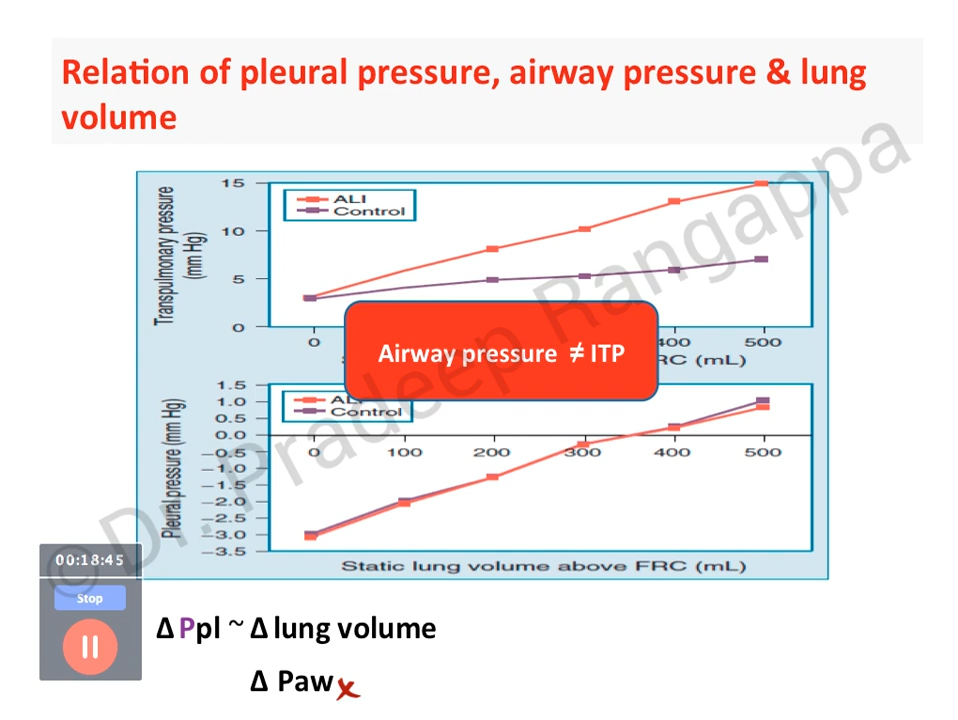 Relation of pleural pressure, airway pressure & lung
volume
Transpulmonary pressure
(mm Hg)
15
10
5
0
ALI
Control
0
400
500
RC (mL)
Airway pressure ≠ ITP
Pleural pressure (mm Hg)
1.5
1.0
0.5
0.0
−0.5
−1.0
−1.5
−2.0
−2.5
−3.0
−3.5
ALI
Control
0 100 200 300 400 500
Static lung volume above FRC (mL)
© Dr. Pradeep Rangappa
00:18:45
Stop
Δ Ppl ~ Δ lung volume
Δ Paw ✗